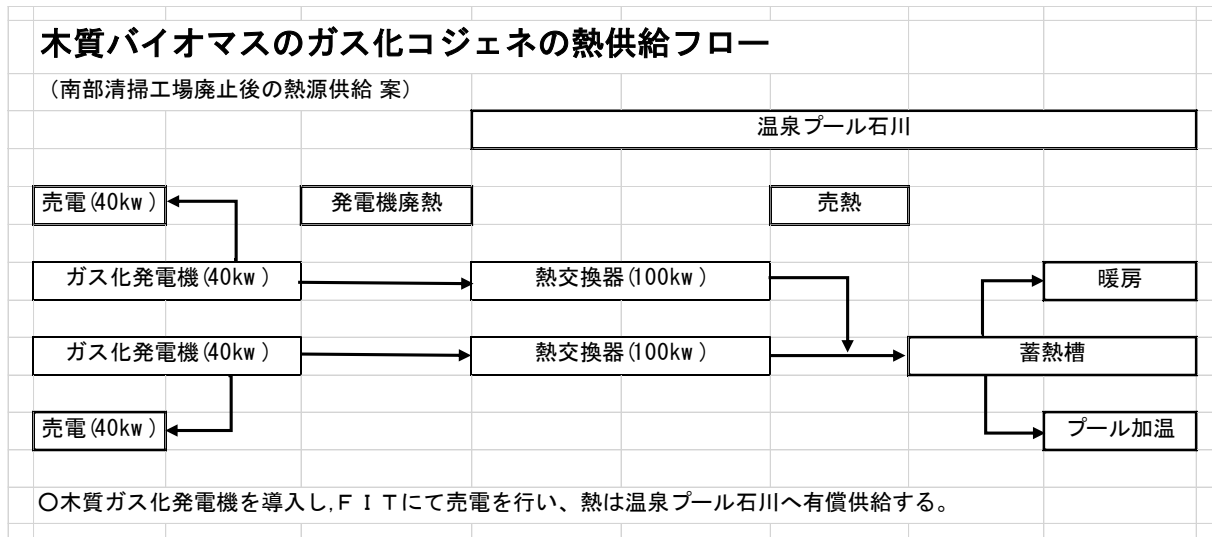 木質バイオマスのガス化コジェネの熱供給フロー
（南部清掃工場廃止後の熱源供給 案）
温泉プール石川
売電(40kw)
発電機廃熱
売熱
ガス化発電機(40kw)
熱交換器(100kw)
暖房
ガス化発電機(40kw)
熱交換器(100kw)
蓄熱槽
売電(40kw)
プール加温
〇木質ガス化発電機を導入し,ＦＩＴにて売電を行い、熱は温泉プール石川へ有償供給する。